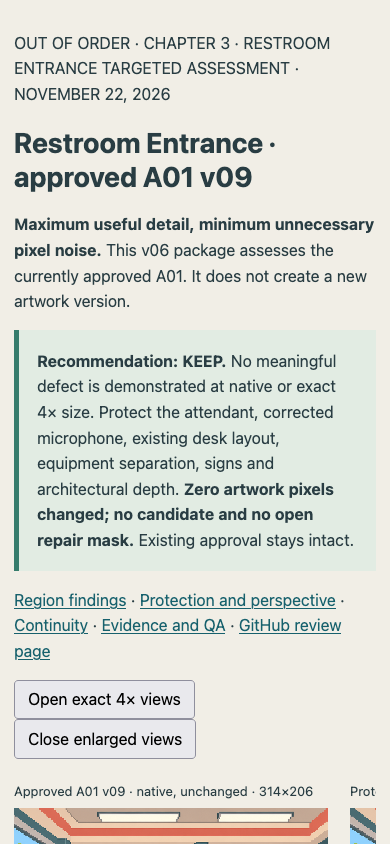 OUT OF ORDER · CHAPTER 3 · RESTROOM
ENTRANCE TARGETED ASSESSMENT ·
NOVEMBER 22, 2026
Restroom Entrance ·
approved A01 v09
Maximum useful detail, minimum unnecessary
pixel noise. This v06 package assesses the
currently approved A01. It does not create a new
artwork version.
Recommendation: KEEP. No meaningful
defect is demonstrated at native or exact
4× size. Protect the attendant, corrected
microphone, existing desk layout,
equipment separation, signs and
architectural depth. Zero artwork pixels
changed; no candidate and no open
repair mask. Existing approval stays intact.
Region findings · Protection and perspective ·
Continuity · Evidence and QA · GitHub review
page
Open exact 4× views
Close enlarged views
Approved A01 v09 · native, unchanged · 314×206